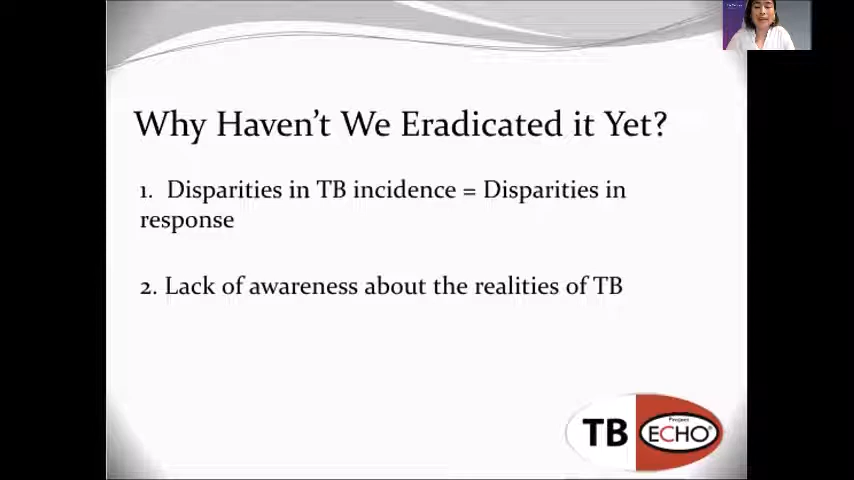 Why Haven't We Eradicated it Yet?
1. Disparities in TB incidence = Disparities in
response
2. Lack of awareness about the realities of TB
TB
Project
ECHO®